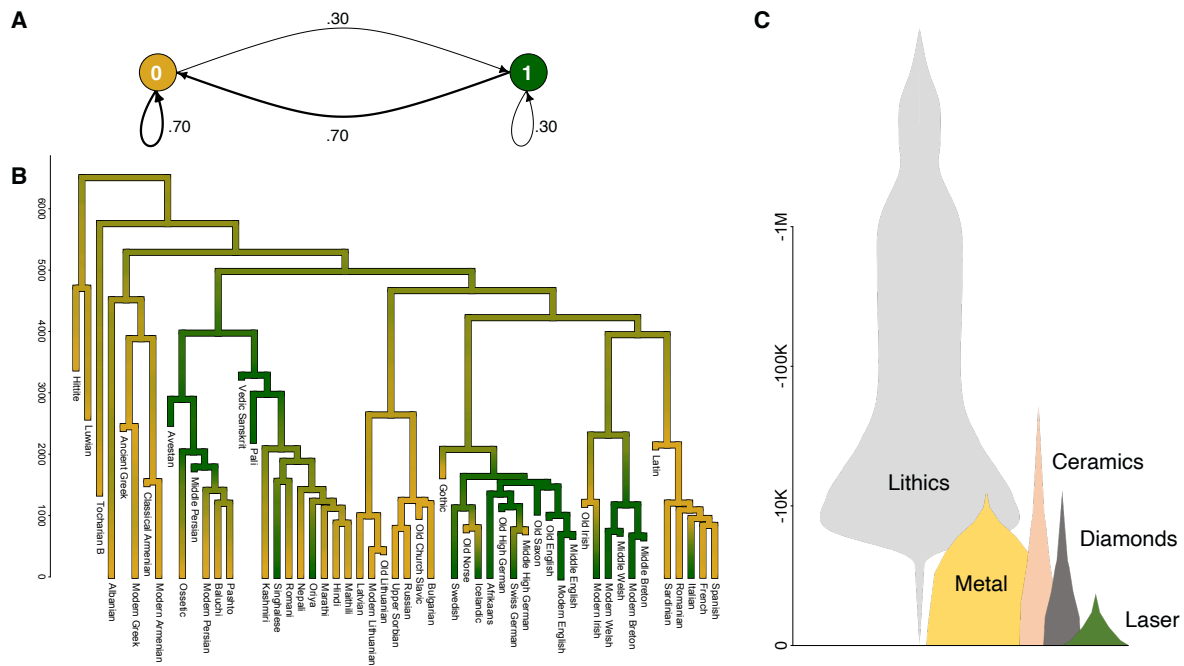 A
.30
0
1
.70
.70
.30
B
6000
5000
4000
3000
2000
1000
0
Hittite
Luwian
Tocharian B
Albanian
Ancient Greek
Modern Greek
Classical Armenian
Modern Armenian
Avestan
Ossetic
Middle Persian
Modern Persian
Baluchi
Pashto
Vedic Sanskrit
Pali
Kashmiri
Singhalese
Romani
Nepali
Oriya
Marathi
Hindi
Maithili
Latvian
Modern Lithuanian
Old Lithuanian
Upper Sorbian
Russian
Old Church Slavic
Bulgarian
Gothic
Swedish
Old Norse
Icelandic
Afrikaans
Old High German
Swiss German
Middle High German
Old Saxon
Old English
Modern English
Middle English
Old Irish
Modern Irish
Modern Welsh
Middle Welsh
Modern Breton
Middle Breton
Latin
Sardinian
Romanian
Italian
French
Spanish
C
-1M
-100K
-10K
0
Lithics
Metal
Ceramics
Diamonds
Laser